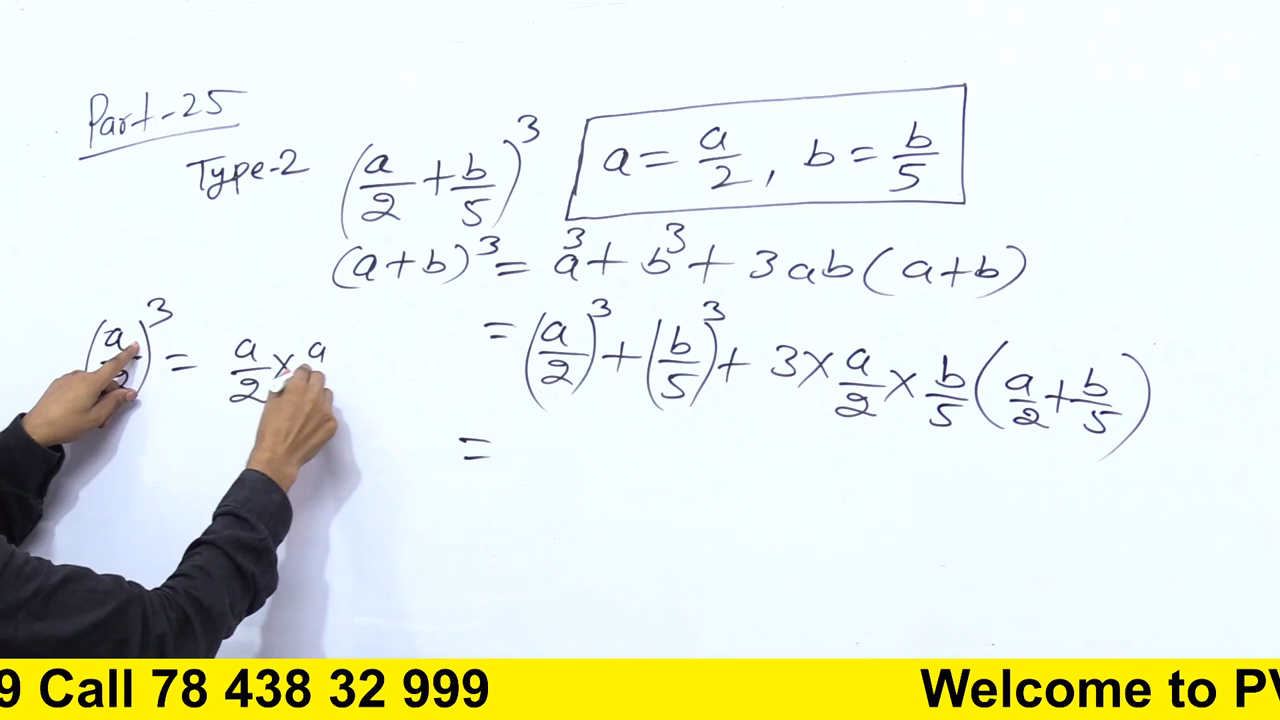 Part-25
Type-2 (a/2 + b/5)³ a = a/2, b = b/5
(a+b)³ = a³ + b³ + 3ab(a+b)
= (a/2)³ + (b/5)³ + 3 × a/2 × b/5 (a/2 + b/5)
(a/2)³ = a/2 × a
=
9 Call 78 438 32 999
Welcome to PV